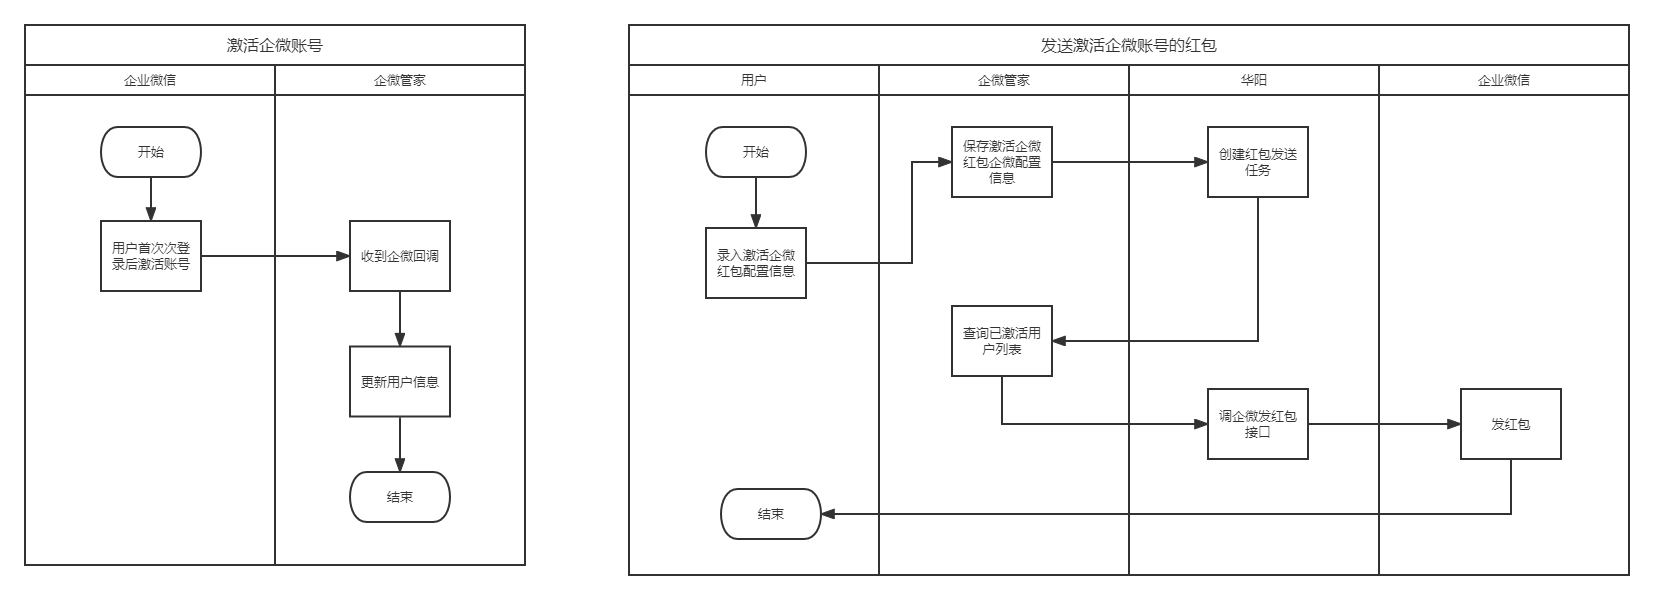 激活企微账号
企业微信
企微管家
开始
用户首次次登
录后激活账号
收到企微回调
更新用户信息
结束
发送激活企微账号的红包
用户
企微管家
华阳
企业微信
开始
录入激活企微
红包配置信息
保存激活企微
红包企微配置
信息
创建红包发送
任务
查询已激活用
户列表
调企微发红包
接口
发红包
结束